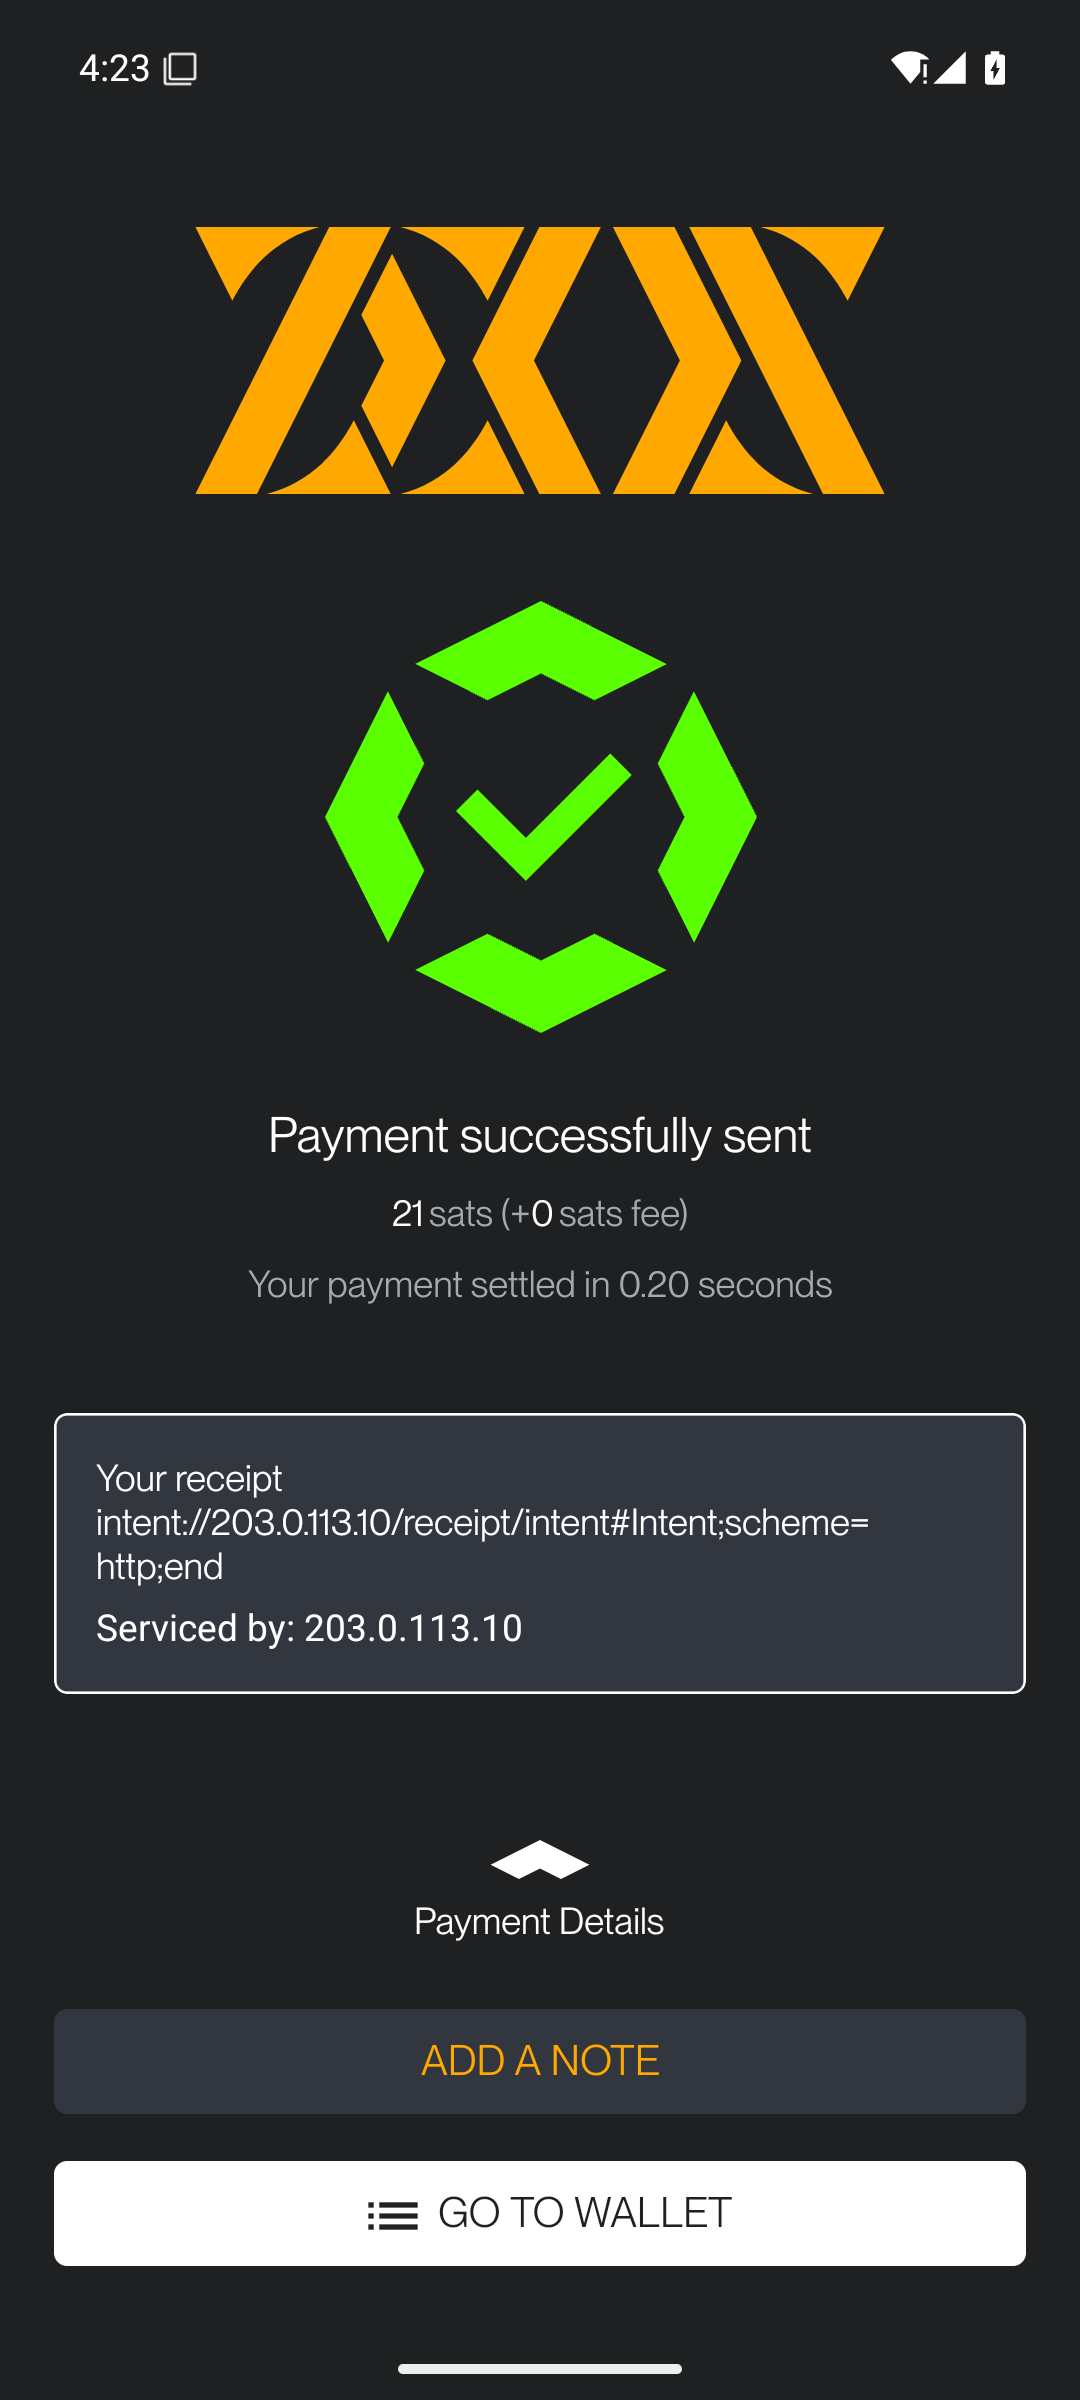 4:23
ZEUS
Payment successfully sent
21 sats (+0 sats fee)
Your payment settled in 0.20 seconds
Your receipt
intent://203.0.113.10/receipt/intent#Intent;scheme=
http;end
Serviced by: 203.0.113.10
Payment Details
ADD A NOTE
GO TO WALLET